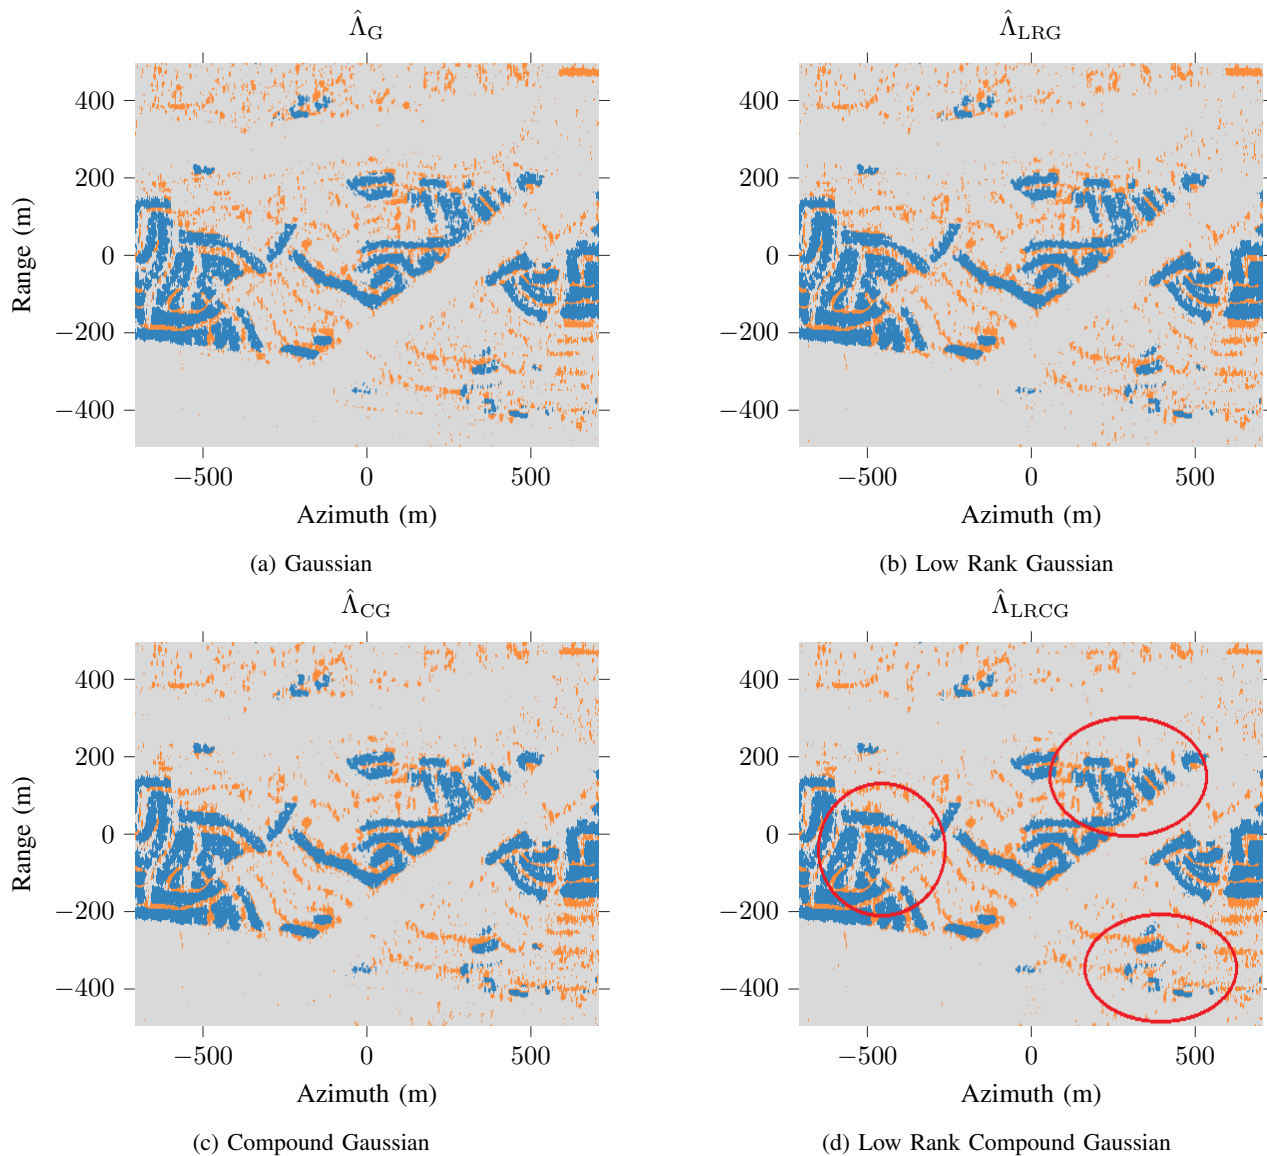 Λ̂G
Λ̂LRG
400
200
0
−200
−400
Range (m)
−500 0 500
Azimuth (m)
400
200
0
−200
−400
−500 0 500
Azimuth (m)
(a) Gaussian
(b) Low Rank Gaussian
Λ̂CG
Λ̂LRCG
400
200
0
−200
−400
Range (m)
−500 0 500
Azimuth (m)
400
200
0
−200
−400
−500 0 500
Azimuth (m)
(c) Compound Gaussian
(d) Low Rank Compound Gaussian